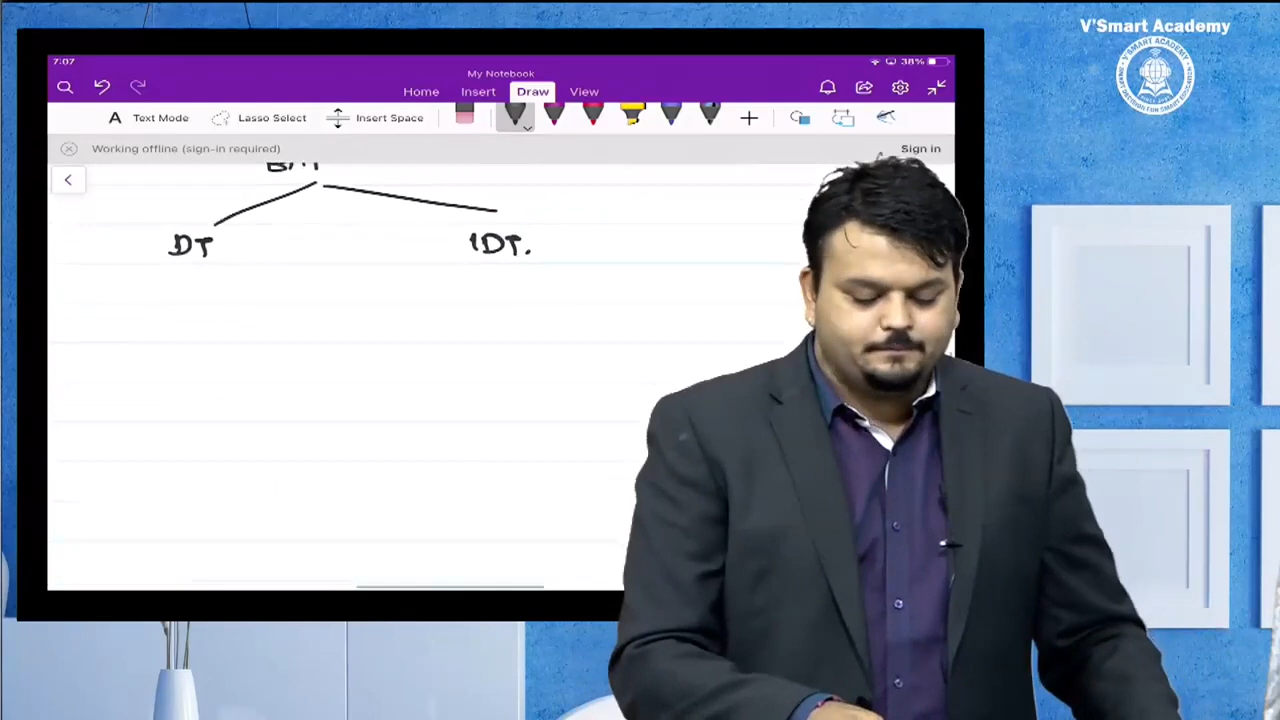 V'Smart Academy
7:07
38%
My Notebook
Home Insert Draw View
A Text Mode Lasso Select Insert Space
Working offline (sign-in required) Sign in
DT IDT.